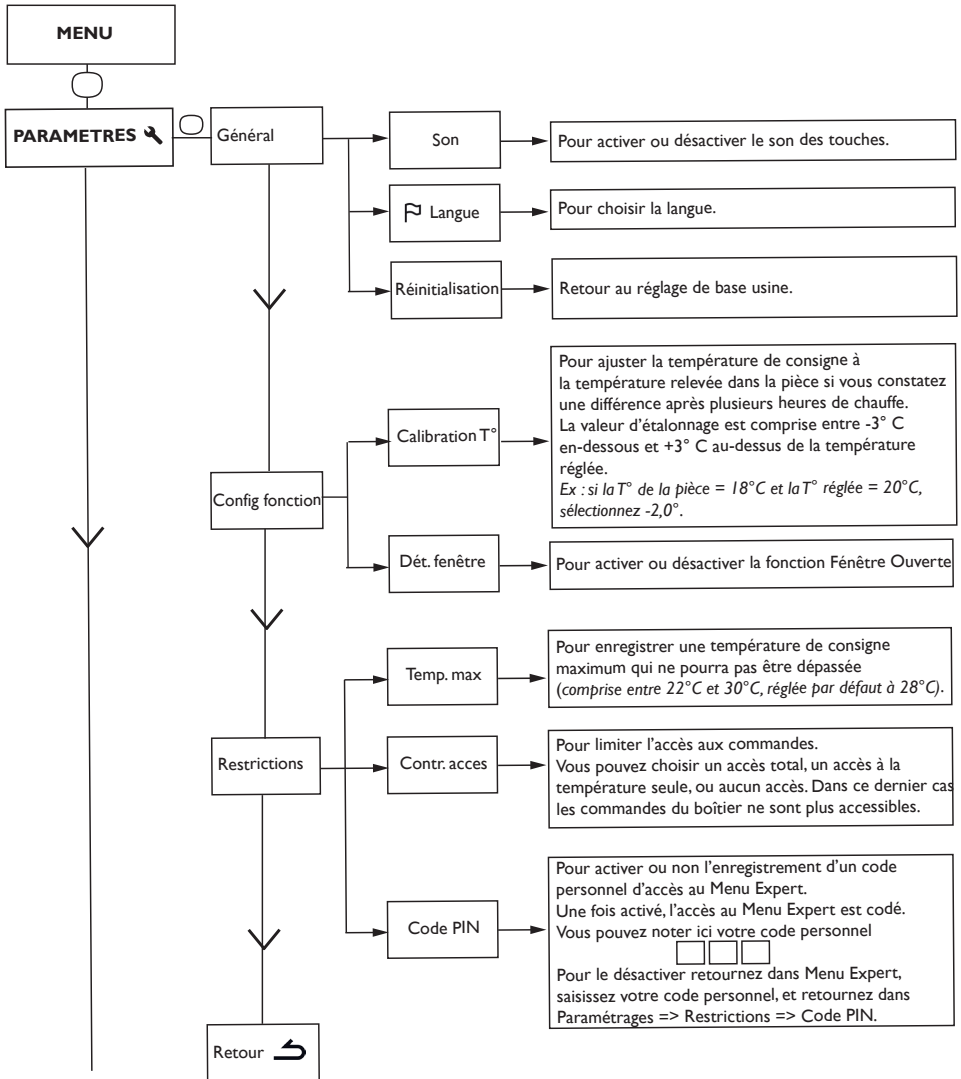 MENU
PARAMETRES
Général
Son
Pour activer ou désactiver le son des touches.
Langue
Pour choisir la langue.
Réinitialisation
Retour au réglage de base usine.
Config fonction
Calibration T°
Pour ajuster la température de consigne à
la température relevée dans la pièce si vous constatez
une différence après plusieurs heures de chauffe.
La valeur d'étalonnage est comprise entre -3° C
en-dessous et +3° C au-dessus de la température
réglée.
Ex : si la T° de la pièce = 18°C et la T° réglée = 20°C,
sélectionnez -2,0°.
Dét. fenêtre
Pour activer ou désactiver la fonction Fénêtre Ouverte
Restrictions
Temp. max
Pour enregistrer une température de consigne
maximum qui ne pourra pas être dépassée
(comprise entre 22°C et 30°C, réglée par défaut à 28°C).
Contr. acces
Pour limiter l'accès aux commandes.
Vous pouvez choisir un accès total, un accès à la
température seule, ou aucun accès. Dans ce dernier cas
les commandes du boîtier ne sont plus accessibles.
Code PIN
Pour activer ou non l'enregistrement d'un code
personnel d'accès au Menu Expert.
Une fois activé, l'accès au Menu Expert est codé.
Vous pouvez noter ici votre code personnel
Pour le désactiver retournez dans Menu Expert,
saisissez votre code personnel, et retournez dans
Paramétrages => Restrictions => Code PIN.
Retour